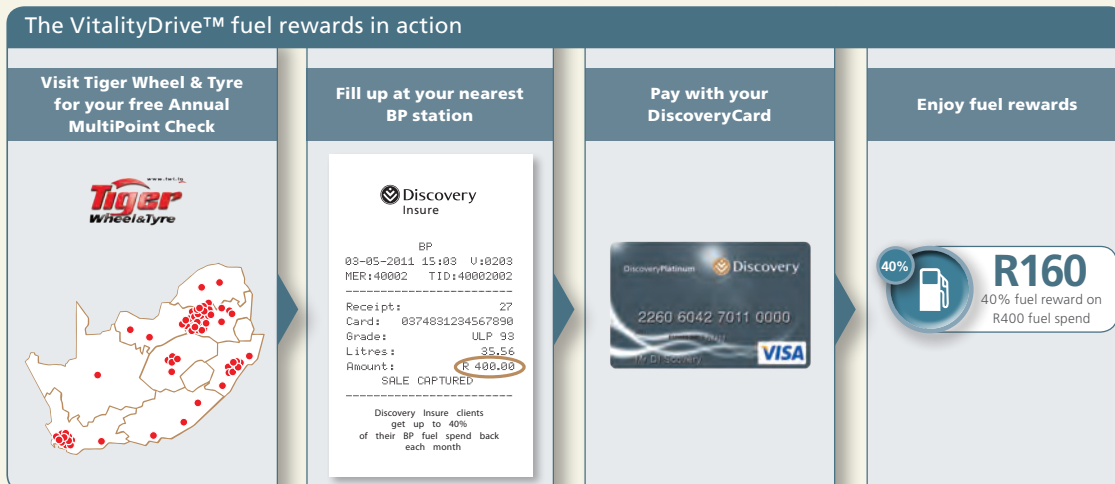 The VitalityDrive™ fuel rewards in action
Visit Tiger Wheel & Tyre
for your free Annual
MultiPoint Check
Tiger
Wheel&Tyre
Fill up at your nearest
BP station
Discovery
Insure
BP
03-05-2011 15:03 V:0203
MER:40002 TID:40002002
------------------------
Receipt: 27
Card: 0374831234567890
Grade: ULP 93
Litres: 35.56
Amount: R 400.00
SALE CAPTURED
------------------------
Discovery Insure clients
get up to 40%
of their BP fuel spend back
each month
Pay with your
DiscoveryCard
DiscoveryPlatinum Discovery
2260 6042 7011 0000
VISA
Enjoy fuel rewards
40%
R160
40% fuel reward on
R400 fuel spend